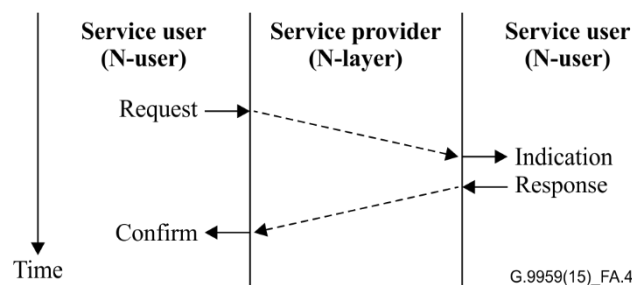 Service user
(N-user)
Service provider
(N-layer)
Service user
(N-user)
Request
Indication
Response
Confirm
Time
G.9959(15)_FA.4